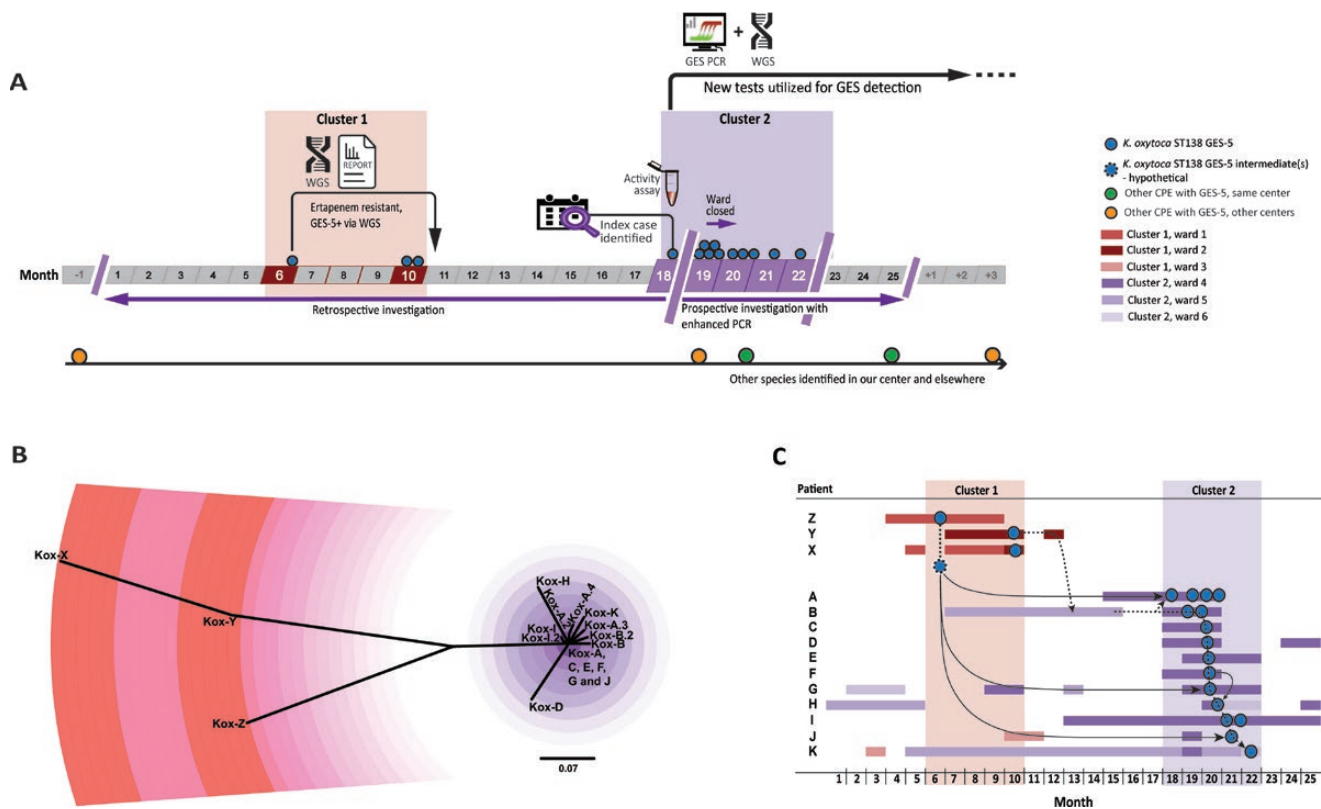 A
GES PCR
+
WGS
New tests utilized for GES detection
Cluster 1
Cluster 2
WGS
REPORT
Ertapenem resistant,
GES-5+ via WGS
Activity
assay
Ward
closed
Index case
identified
Month
-1 1 2 3 4 5 6 7 8 9 10 11 12 13 14 15 16 17 18 19 20 21 22 23 24 25 +1 +2 +3
Retrospective investigation
Prospective investigation with
enhanced PCR
Other species identified in our center and elsewhere
K. oxytoca ST138 GES-5
K. oxytoca ST138 GES-5 intermediate(s)
- hypothetical
Other CPE with GES-5, same center
Other CPE with GES-5, other centers
Cluster 1, ward 1
Cluster 1, ward 2
Cluster 1, ward 3
Cluster 2, ward 4
Cluster 2, ward 5
Cluster 2, ward 6
B
Kox-X
Kox-Y
Kox-Z
Kox-H
Kox-A.4
Kox-K
Kox-A.3
Kox-I
Kox-B.2
Kox-I.2
Kox-B
Kox-A,
C, E, F,
G and J
Kox-D
0.07
C
Patient
Cluster 1
Cluster 2
Z
Y
X
A
B
C
D
E
F
G
H
I
J
K
1 2 3 4 5 6 7 8 9 10 11 12 13 14 15 16 17 18 19 20 21 22 23 24 25
Month